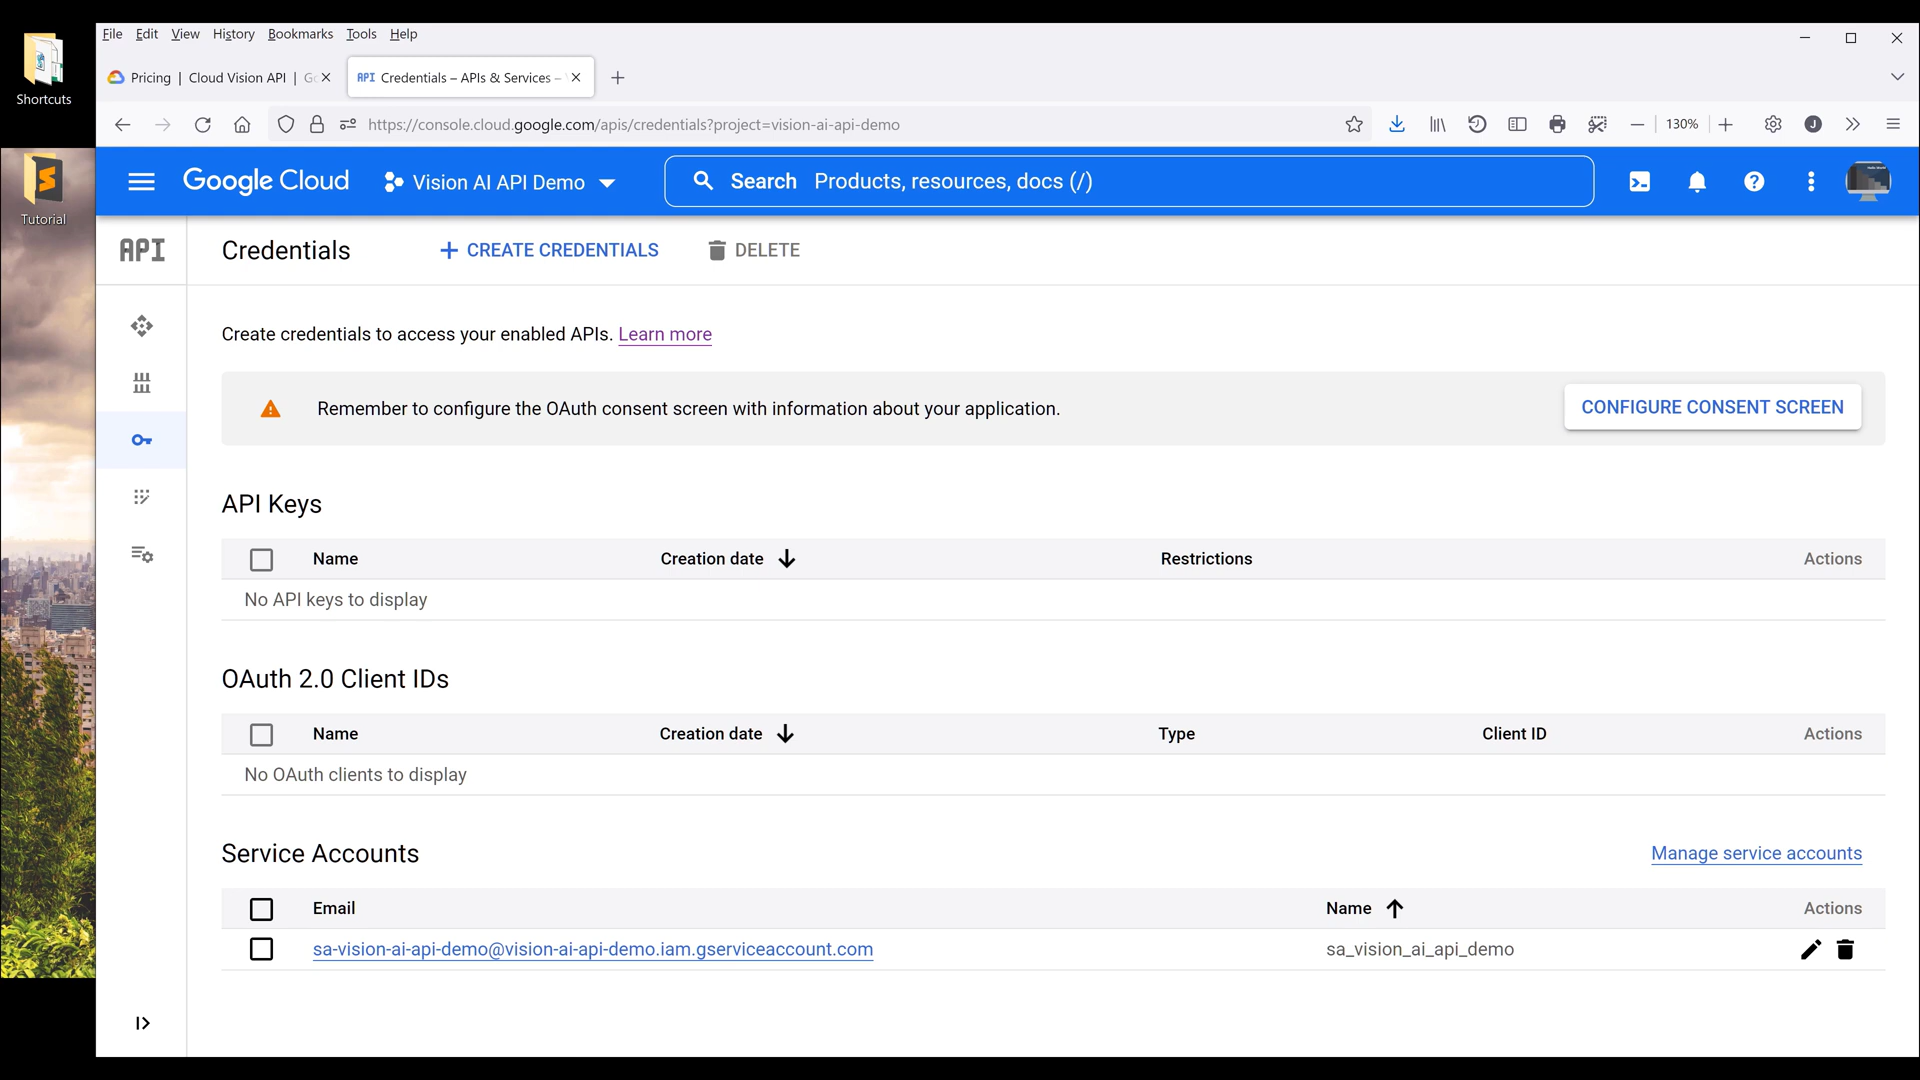 Shortcuts
Tutorial
File Edit View History Bookmarks Tools Help
Pricing | Cloud Vision API |
API Credentials – APIs & Services –
https://console.cloud.google.com/apis/credentials?project=vision-ai-api-demo
130%
J
Google Cloud
Vision AI API Demo
Search Products, resources, docs (/)
API
Credentials
CREATE CREDENTIALS
DELETE
Create credentials to access your enabled APIs. Learn more
Remember to configure the OAuth consent screen with information about your application.
CONFIGURE CONSENT SCREEN
API Keys
Name Creation date Restrictions Actions
No API keys to display
OAuth 2.0 Client IDs
Name Creation date Type Client ID Actions
No OAuth clients to display
Service Accounts
Manage service accounts
Email Name Actions
sa-vision-ai-api-demo@vision-ai-api-demo.iam.gserviceaccount.com sa_vision_ai_api_demo